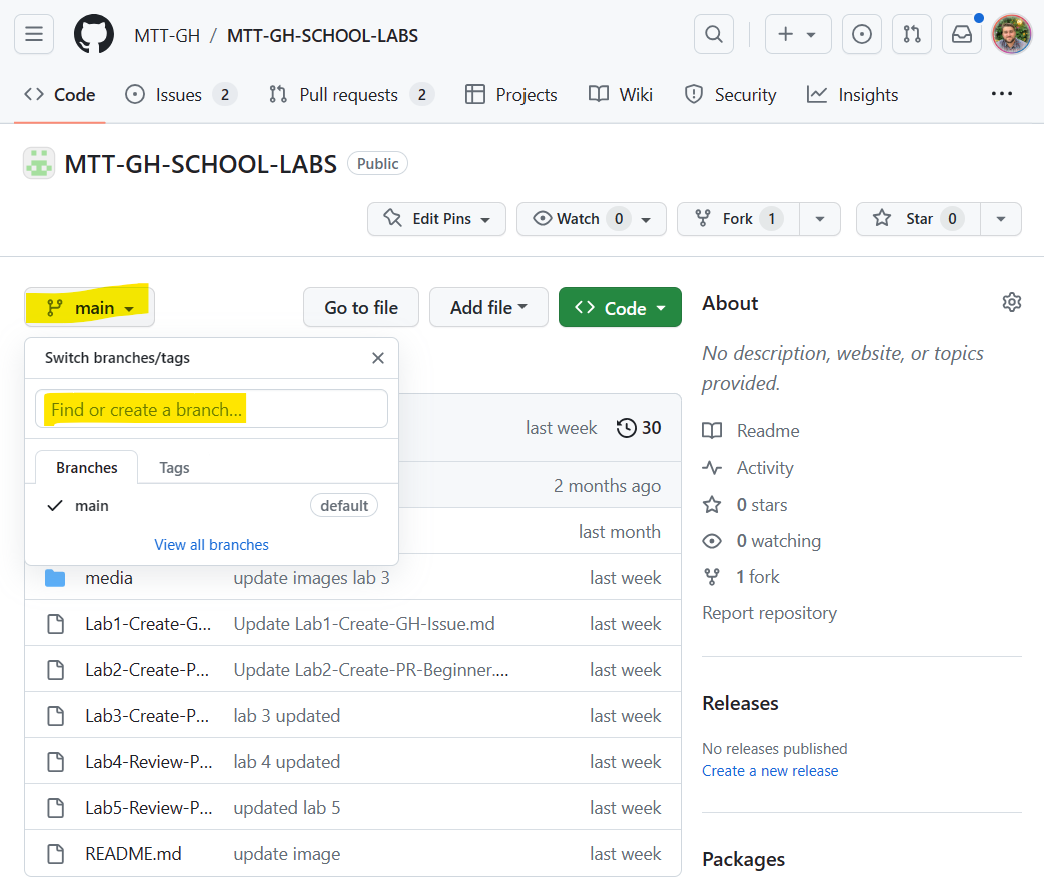 MTT-GH / MTT-GH-SCHOOL-LABS
Code Issues 2 Pull requests 2 Projects Wiki Security Insights
MTT-GH-SCHOOL-LABS Public
Edit Pins Watch 0 Fork 1 Star 0
main Go to file Add file Code
Switch branches/tags
Find or create a branch...
Branches Tags
main default
View all branches
last week 30
2 months ago
last month
media update images lab 3 last week
Lab1-Create-G... Update Lab1-Create-GH-Issue.md last week
Lab2-Create-P... Update Lab2-Create-PR-Beginner.... last week
Lab3-Create-P... lab 3 updated last week
Lab4-Review-P... lab 4 updated last week
Lab5-Review-P... updated lab 5 last week
README.md update image last week
About
No description, website, or topics
provided.
Readme
Activity
0 stars
0 watching
1 fork
Report repository
Releases
No releases published
Create a new release
Packages